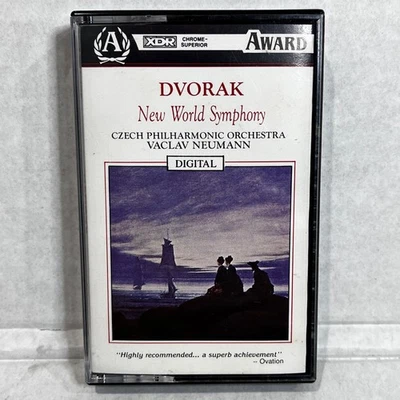 A XDR CHROME- SUPERIOR AWARD
DVORAK
New World Symphony
CZECH PHILHARMONIC ORCHESTRA
VACLAV NEUMANN
DIGITAL
"Highly recommended... a superb achievement"
– Ovation